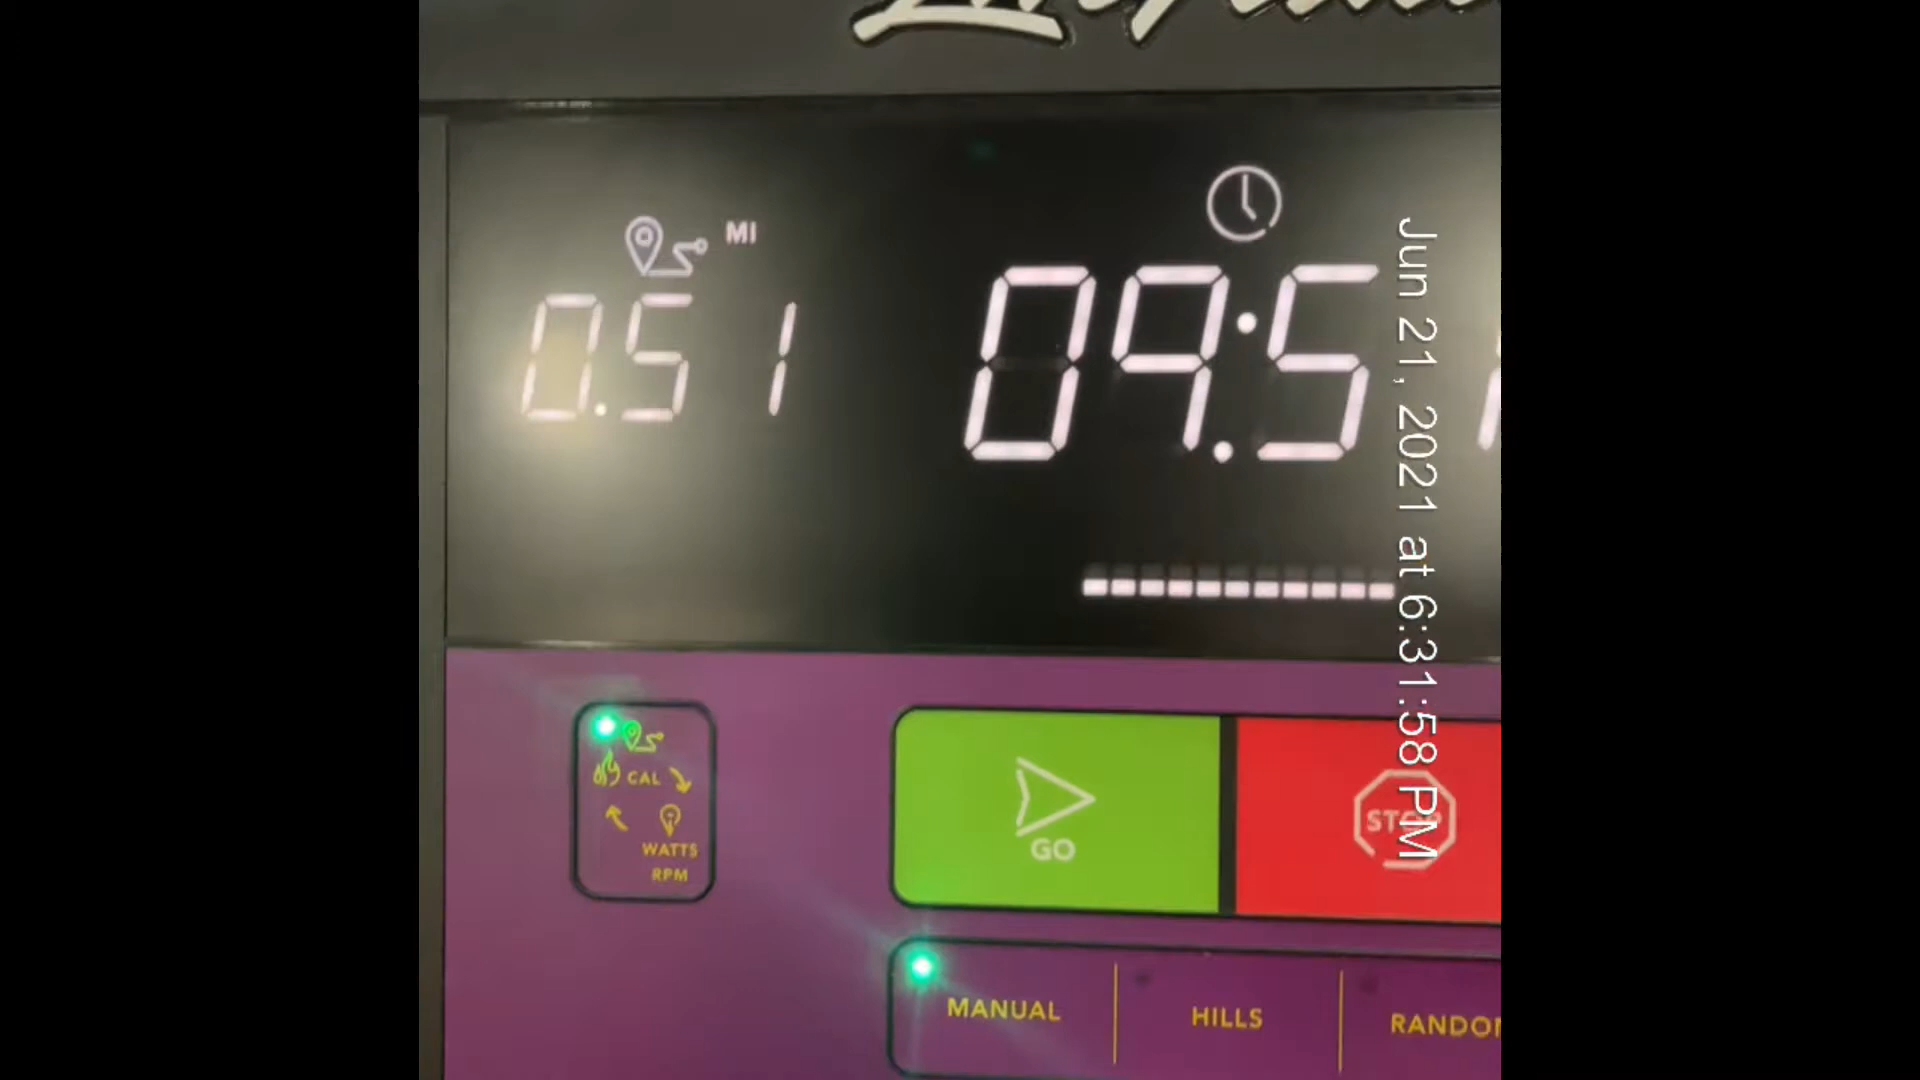 MI
0.51
09:5
Jun 21, 2021 at 6:31:58 PM
CAL
WATTS
RPM
GO
STOP
MANUAL
HILLS